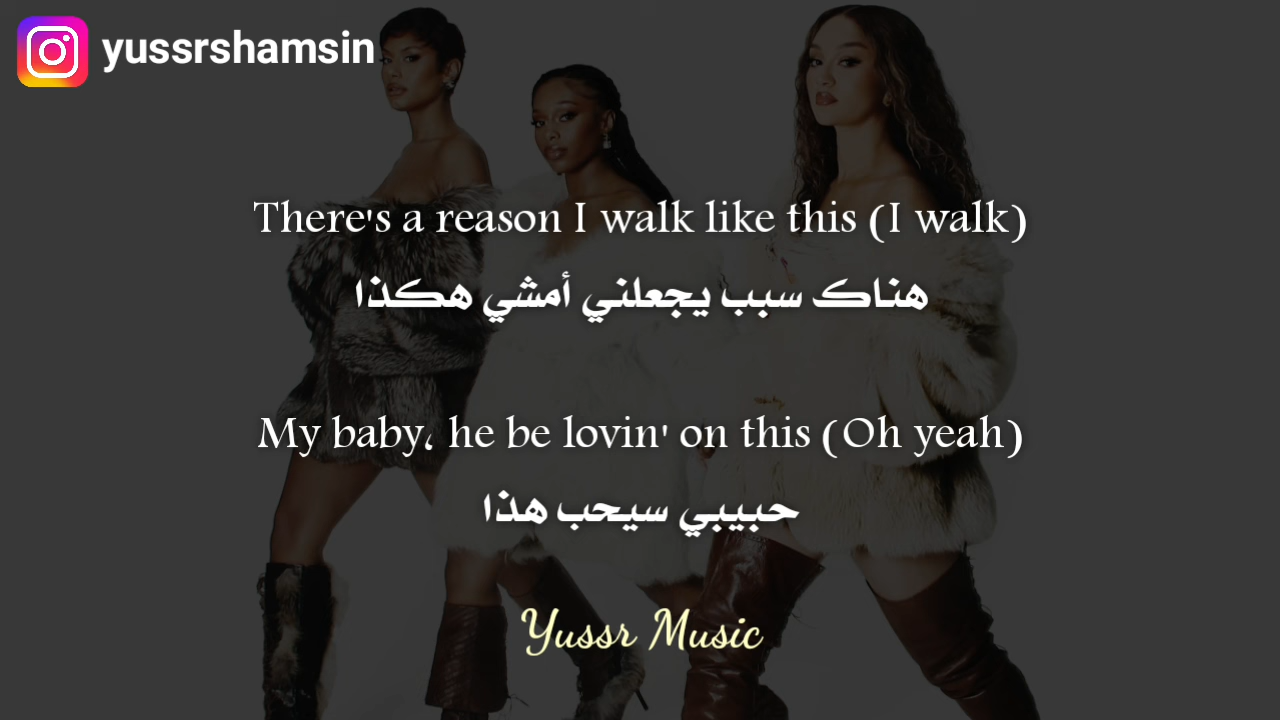 yussrshamsin
There's a reason I walk like this (I walk)
هناك سبب يجعلني أمشي هكذا
My baby، he be lovin' on this (Oh yeah)
حبيبي سيحب هذا
Yussr Music